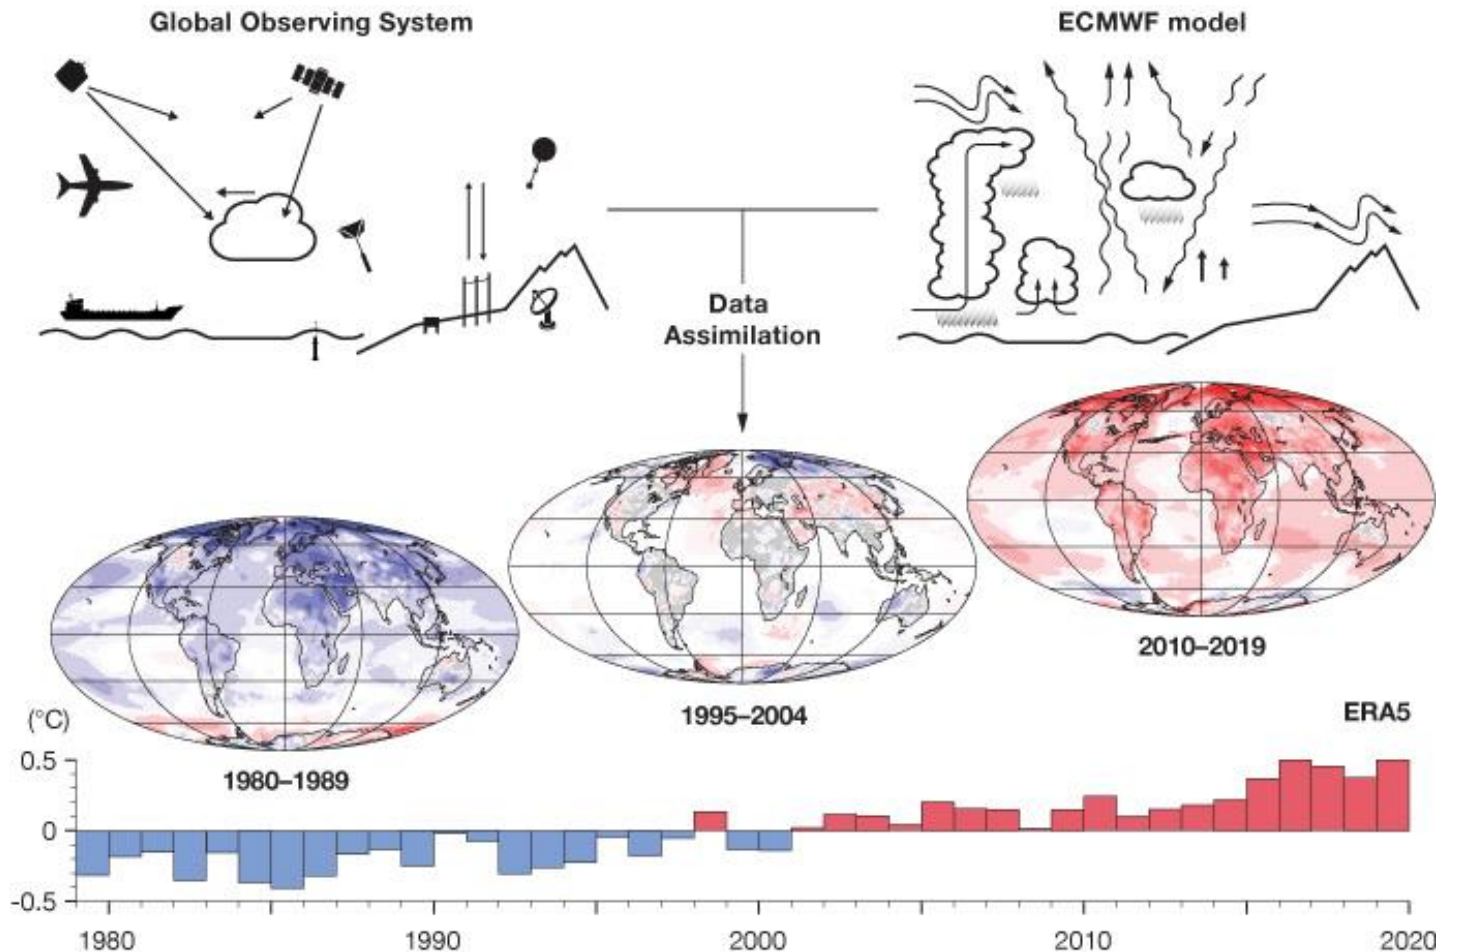 Global Observing System
ECMWF model
Data
Assimilation
2010–2019
1995–2004
ERA5
(°C)
1980–1989
0.5
0
-0.5
1980
1990
2000
2010
2020